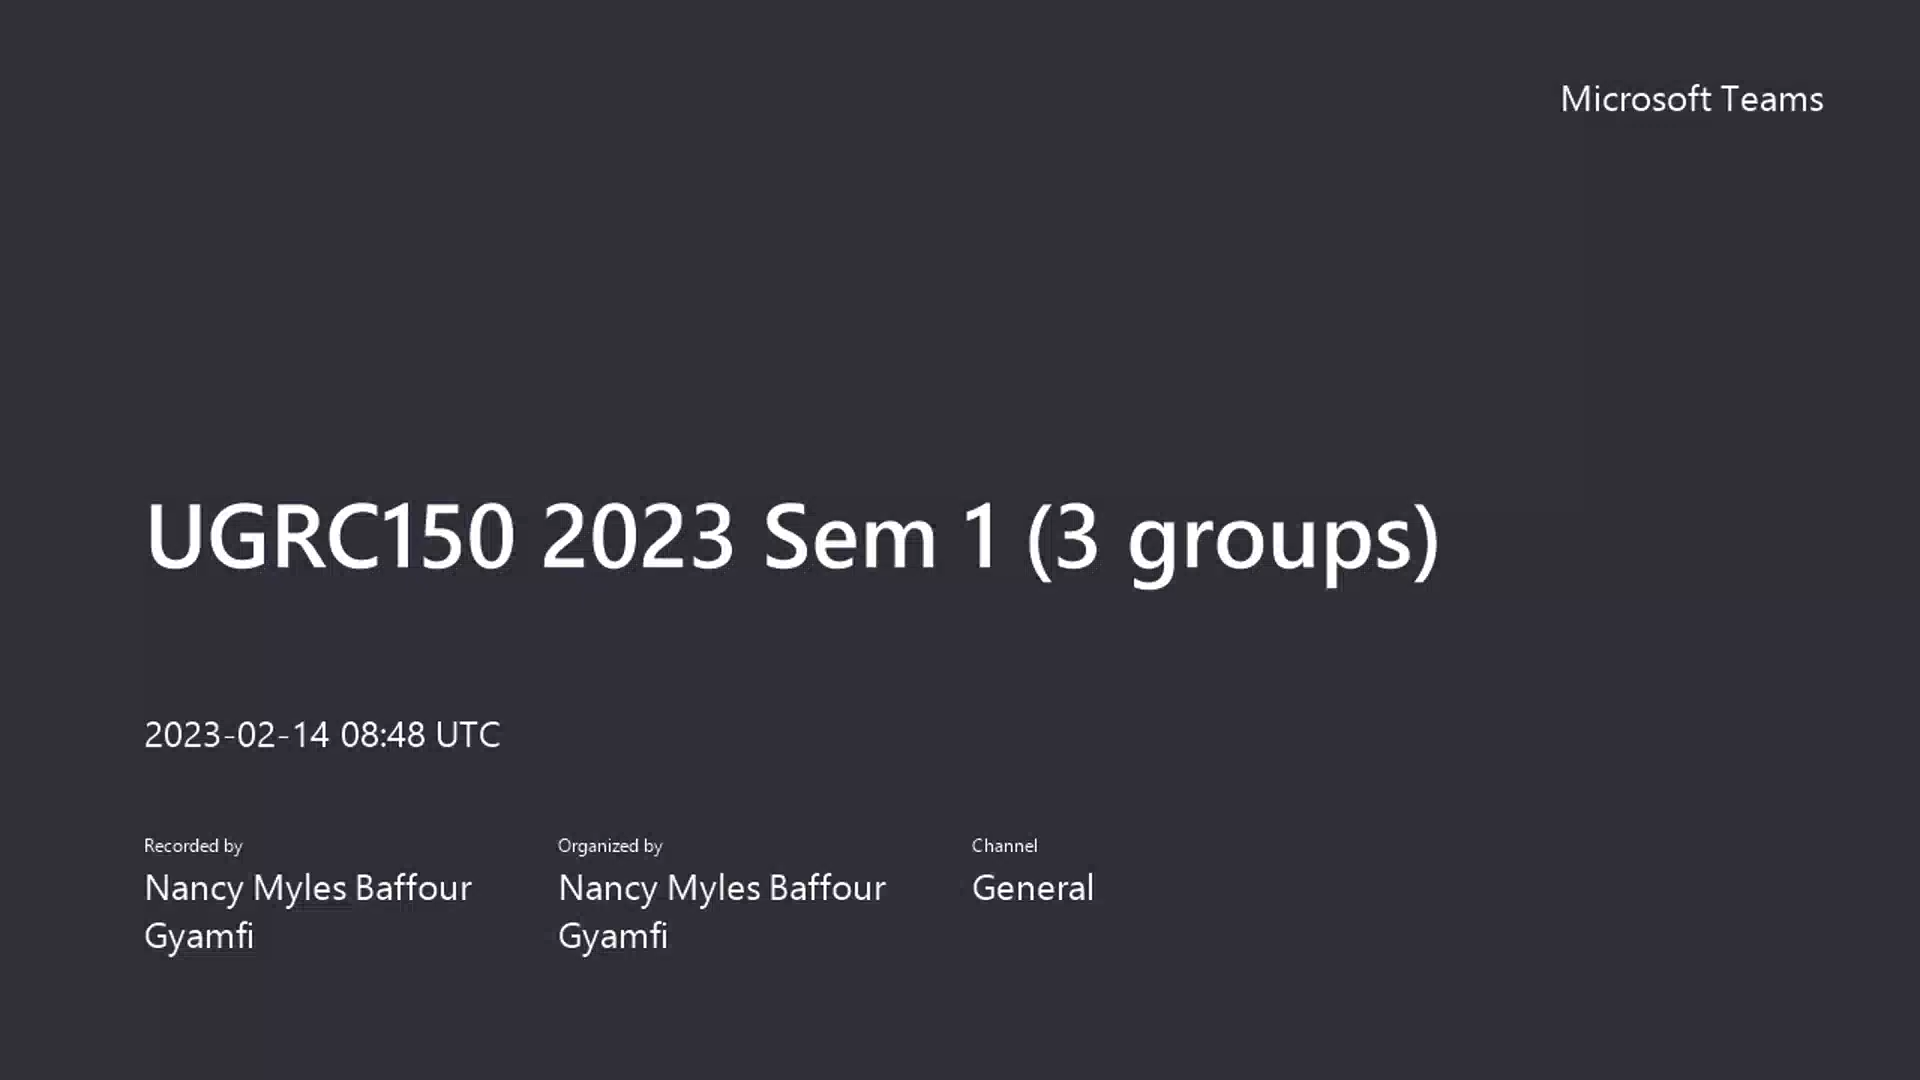 Microsoft Teams
UGRC150 2023 Sem 1 (3 groups)
2023-02-14 08:48 UTC
Recorded by
Nancy Myles Baffour
Gyamfi
Organized by
Nancy Myles Baffour
Gyamfi
Channel
General